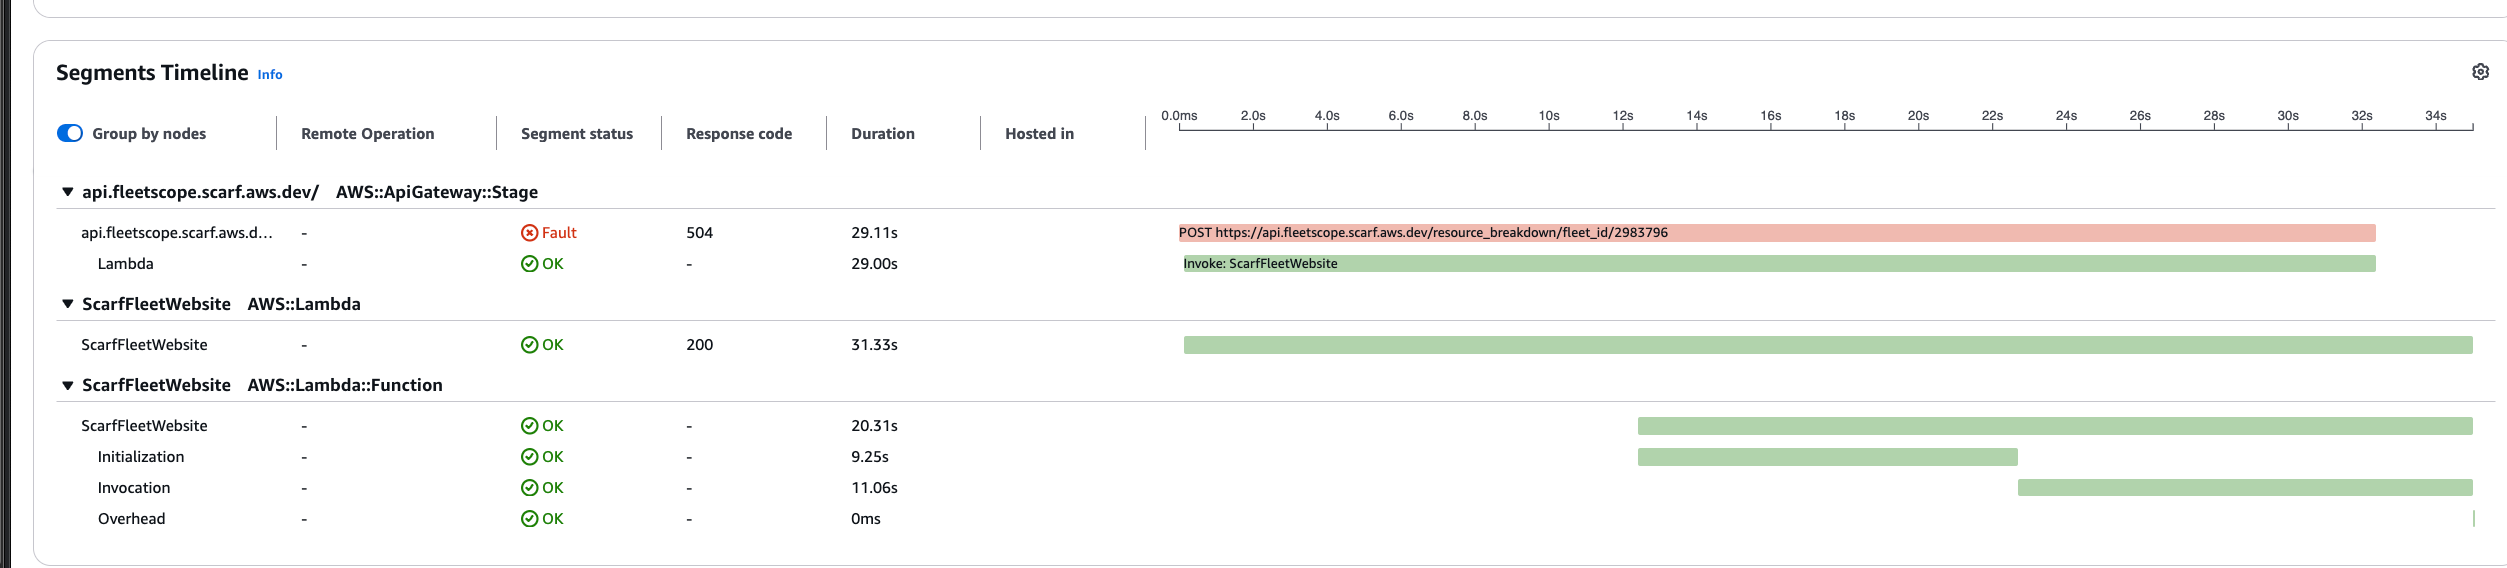 Segments Timeline Info
Group by nodes Remote Operation Segment status Response code Duration Hosted in 0.0ms 2.0s 4.0s 6.0s 8.0s 10s 12s 14s 16s 18s 20s 22s 24s 26s 28s 30s 32s 34s
api.fleetscope.scarf.aws.dev/ AWS::ApiGateway::Stage
api.fleetscope.scarf.aws.d... - Fault 504 29.11s POST https://api.fleetscope.scarf.aws.dev/resource_breakdown/fleet_id/2983796
Lambda - OK - 29.00s Invoke: ScarfFleetWebsite
ScarfFleetWebsite AWS::Lambda
ScarfFleetWebsite - OK 200 31.33s
ScarfFleetWebsite AWS::Lambda::Function
ScarfFleetWebsite - OK - 20.31s
Initialization - OK - 9.25s
Invocation - OK - 11.06s
Overhead - OK - 0ms